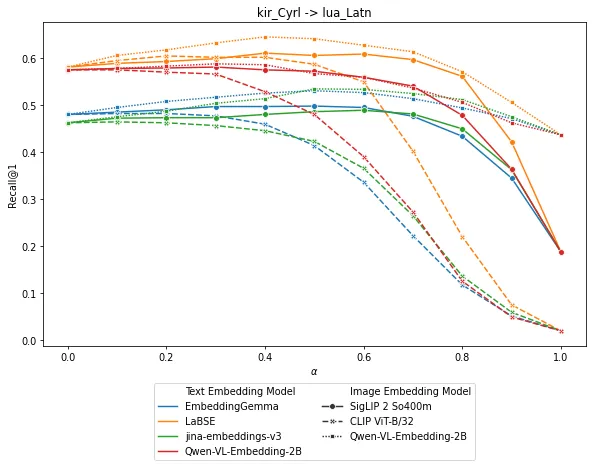 kir_Cyrl -> lua_Latn
Recall@1
0.6
0.5
0.4
0.3
0.2
0.1
0.0
0.0 0.2 0.4 0.6 0.8 1.0
α
Text Embedding Model Image Embedding Model
EmbeddingGemma SigLIP 2 So400m
LaBSE CLIP ViT-B/32
jina-embeddings-v3 Qwen-VL-Embedding-2B
Qwen-VL-Embedding-2B